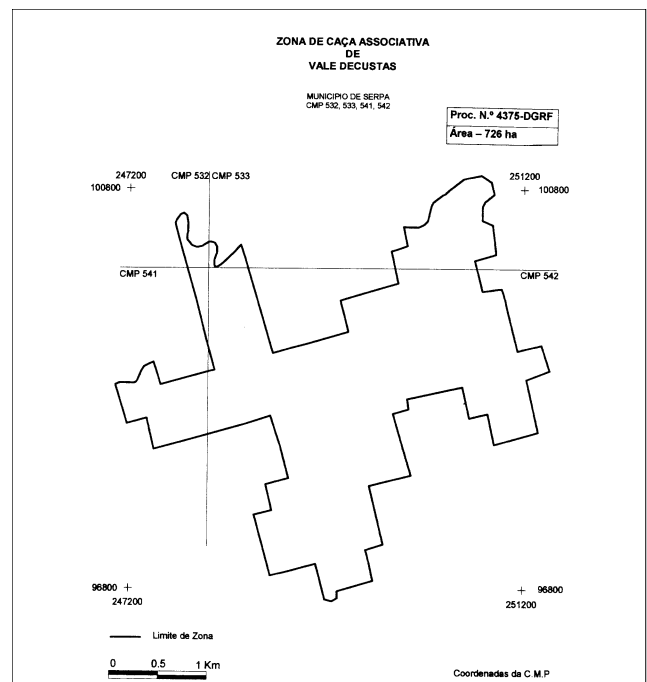 ZONA DE CAÇA ASSOCIATIVA
DE
VALE DECUSTAS
MUNICIPIO DE SERPA
CMP 532, 533, 541, 542
Proc. N.º 4375-DGRF
Área – 726 ha
247200
CMP 532 CMP 533
251200
100800
100800
CMP 541
CMP 542
96800
247200
96800
251200
Limite de Zona
0 0.5 1 Km
Coordenadas da C.M.P